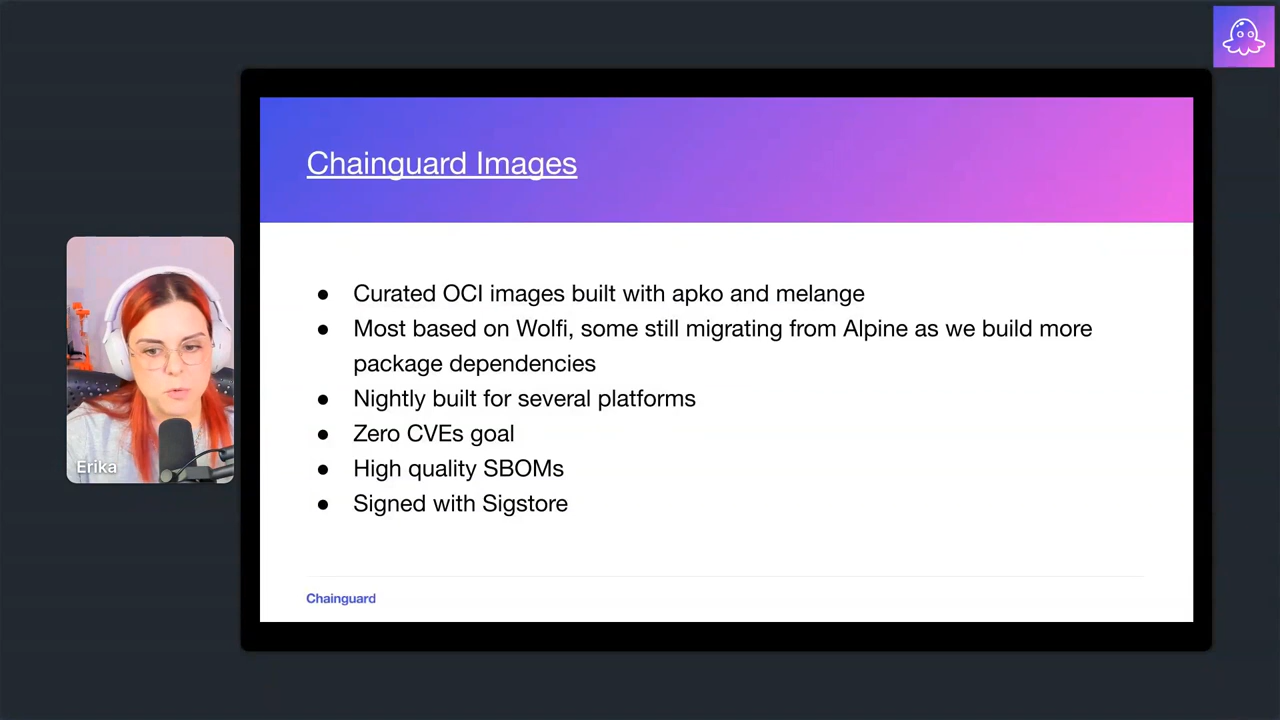 Chainguard Images
● Curated OCI images built with apko and melange
● Most based on Wolfi, some still migrating from Alpine as we build more
package dependencies
● Nightly built for several platforms
● Zero CVEs goal
● High quality SBOMs
● Signed with Sigstore
Erika
Chainguard